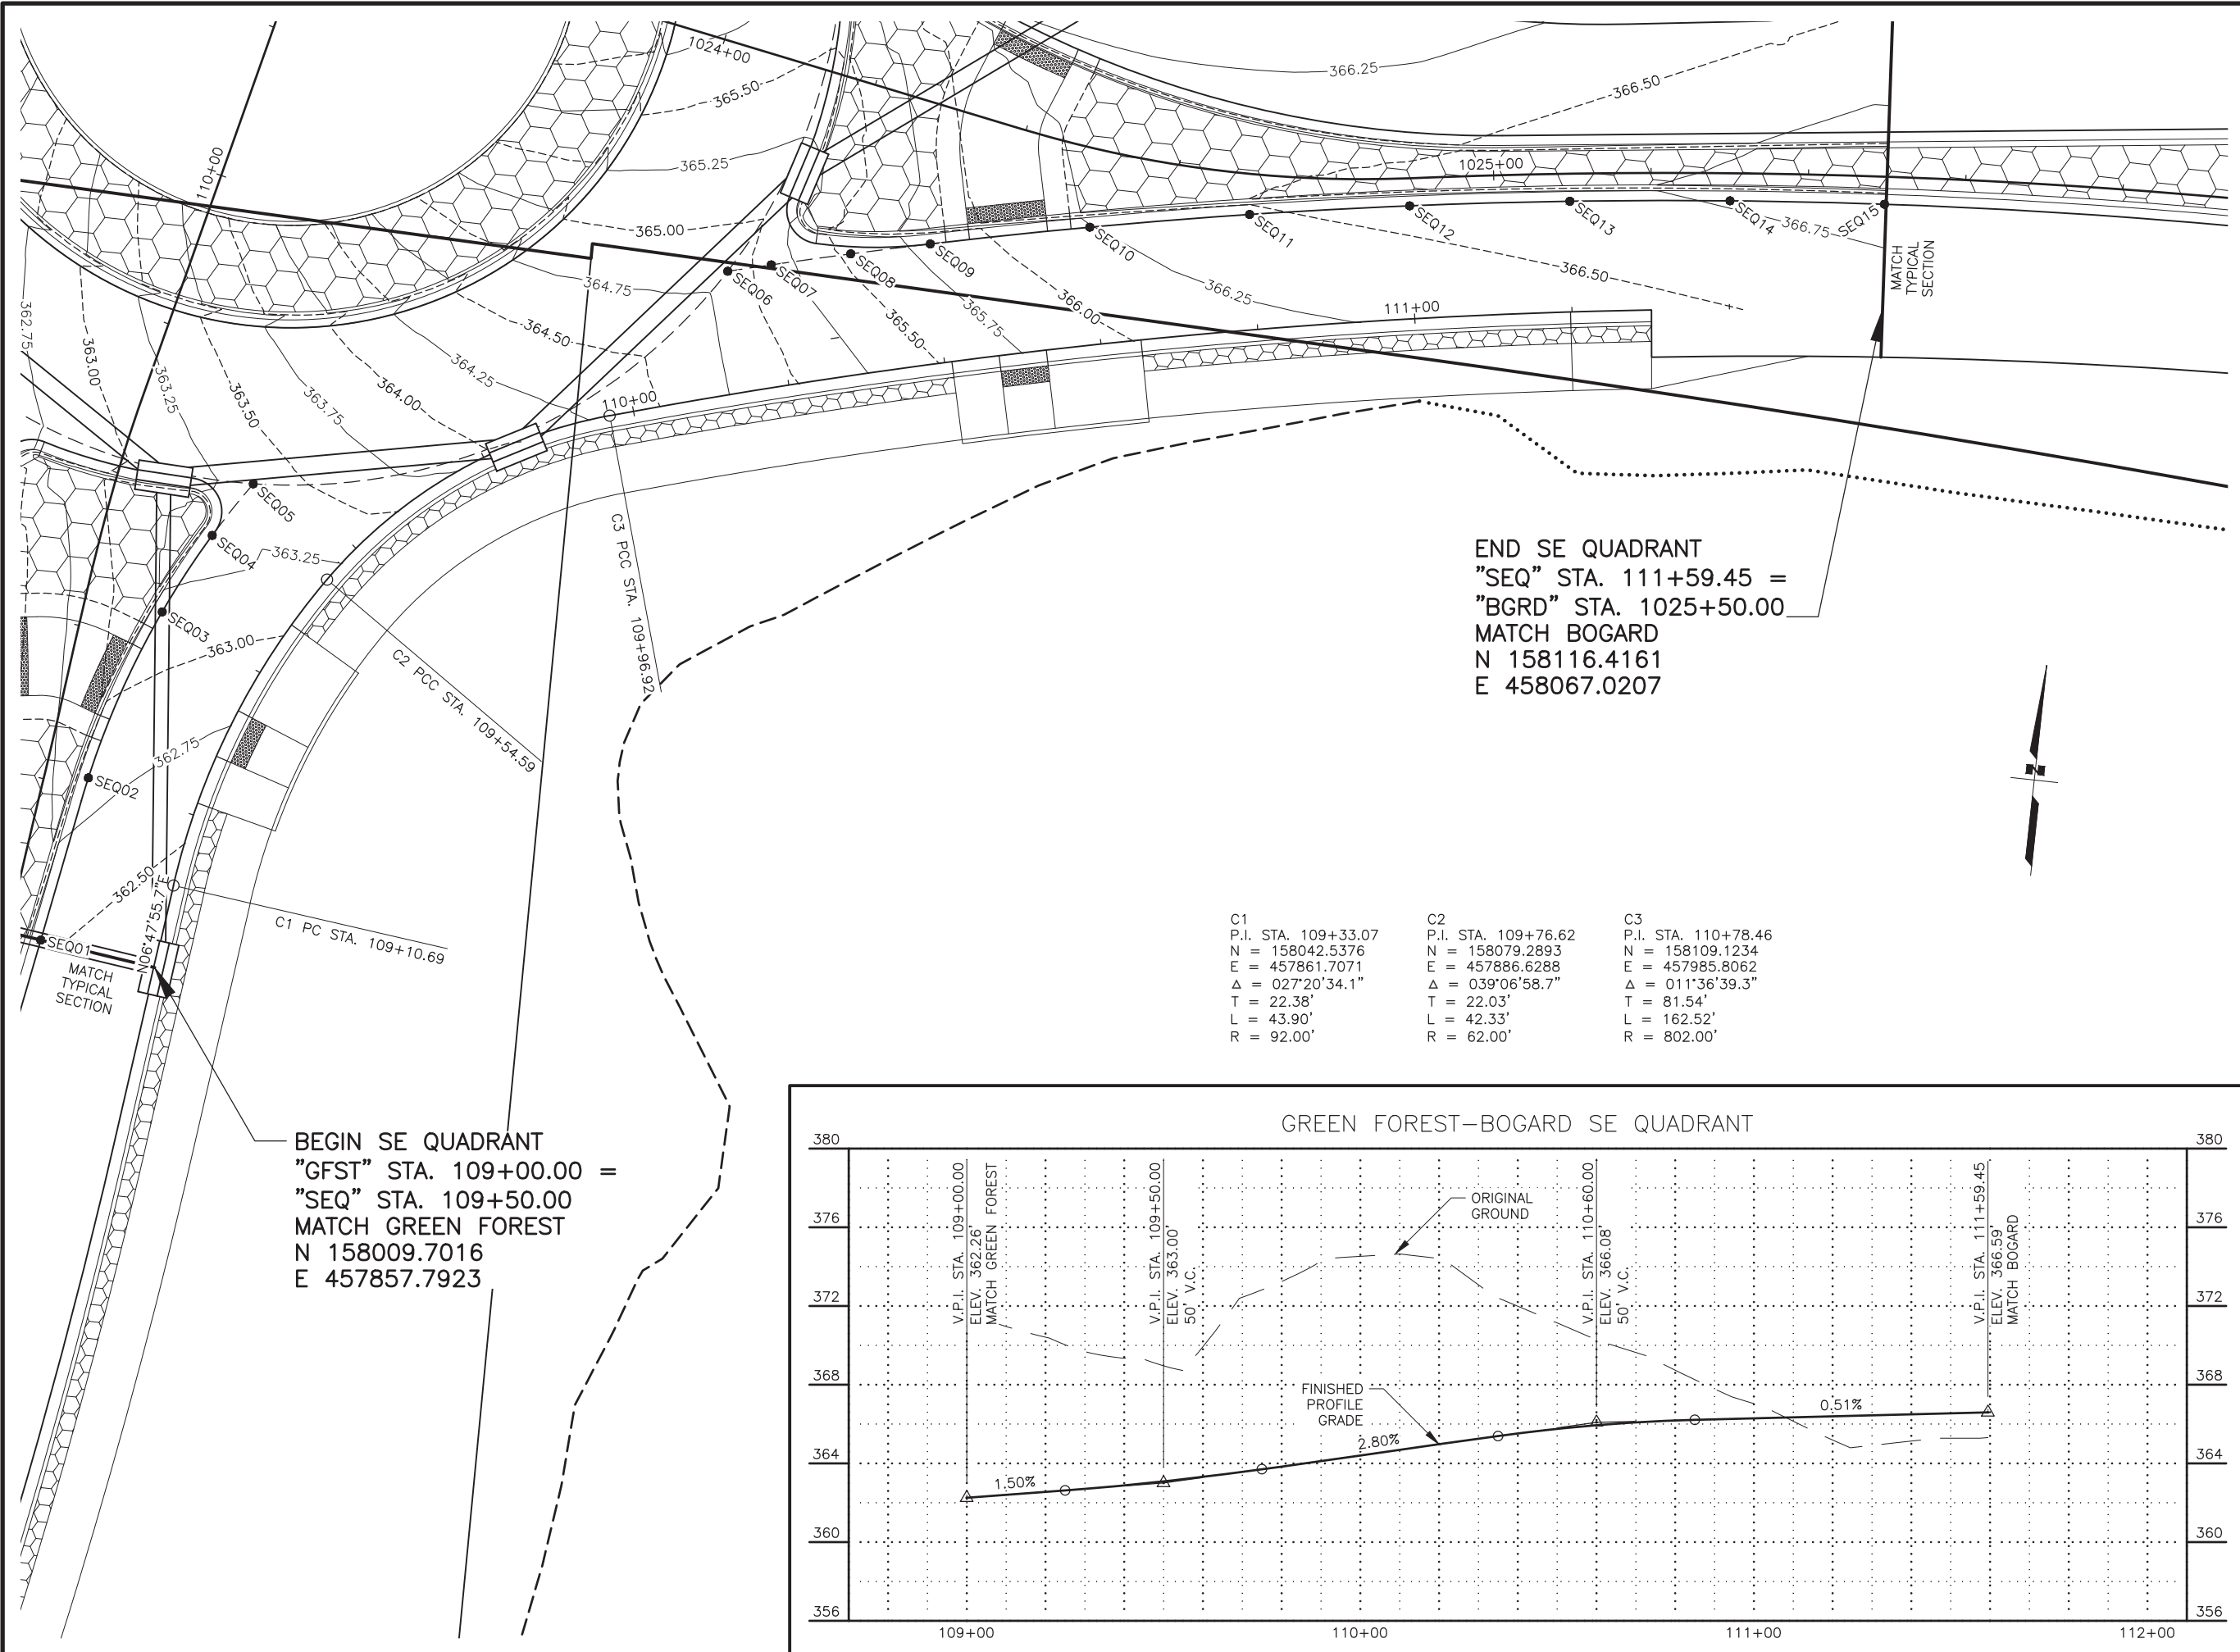 1024+00
366.25
366.50
365.50
110+00
365.25
1025+00
365.00
SEQ06
SEQ07
SEQ08
SEQ09
SEQ10
SEQ11
SEQ12
SEQ13
SEQ14
SEQ15
366.75
MATCH
TYPICAL
SECTION
366.50
366.25
366.00
365.75
365.50
364.75
364.50
364.25
364.00
363.75
363.50
363.25
363.00
362.75
111+00
110+00
SEQ05
SEQ04
363.25
SEQ03
363.00
362.75
SEQ02
362.50
SEQ01
N06°47'55.7"E
MATCH
TYPICAL
SECTION
C3 PCC STA. 109+96.92
C2 PCC STA. 109+54.59
C1 PC STA. 109+10.69
END SE QUADRANT
"SEQ" STA. 111+59.45 =
"BGRD" STA. 1025+50.00
MATCH BOGARD
N 158116.4161
E 458067.0207
N
C1
P.I. STA. 109+33.07
N = 158042.5376
E = 457861.7071
Δ = 027°20'34.1"
T = 22.38'
L = 43.90'
R = 92.00'
C2
P.I. STA. 109+76.62
N = 158079.2893
E = 457886.6288
Δ = 039°06'58.7"
T = 22.03'
L = 42.33'
R = 62.00'
C3
P.I. STA. 110+78.46
N = 158109.1234
E = 457985.8062
Δ = 011°36'39.3"
T = 81.54'
L = 162.52'
R = 802.00'
BEGIN SE QUADRANT
"GFST" STA. 109+00.00 =
"SEQ" STA. 109+50.00
MATCH GREEN FOREST
N 158009.7016
E 457857.7923
GREEN FOREST-BOGARD SE QUADRANT
380
376
372
368
364
360
356
V.P.I. STA. 109+00.00
ELEV. 362.26'
MATCH GREEN FOREST
V.P.I. STA. 109+50.00
ELEV. 363.00'
50' V.C.
ORIGINAL
GROUND
V.P.I. STA. 110+60.00
ELEV. 366.08'
50' V.C.
V.P.I. STA. 111+59.45
ELEV. 366.59'
MATCH BOGARD
FINISHED
PROFILE
GRADE
1.50%
2.80%
0.51%
380
376
372
368
364
360
356
109+00
110+00
111+00
112+00